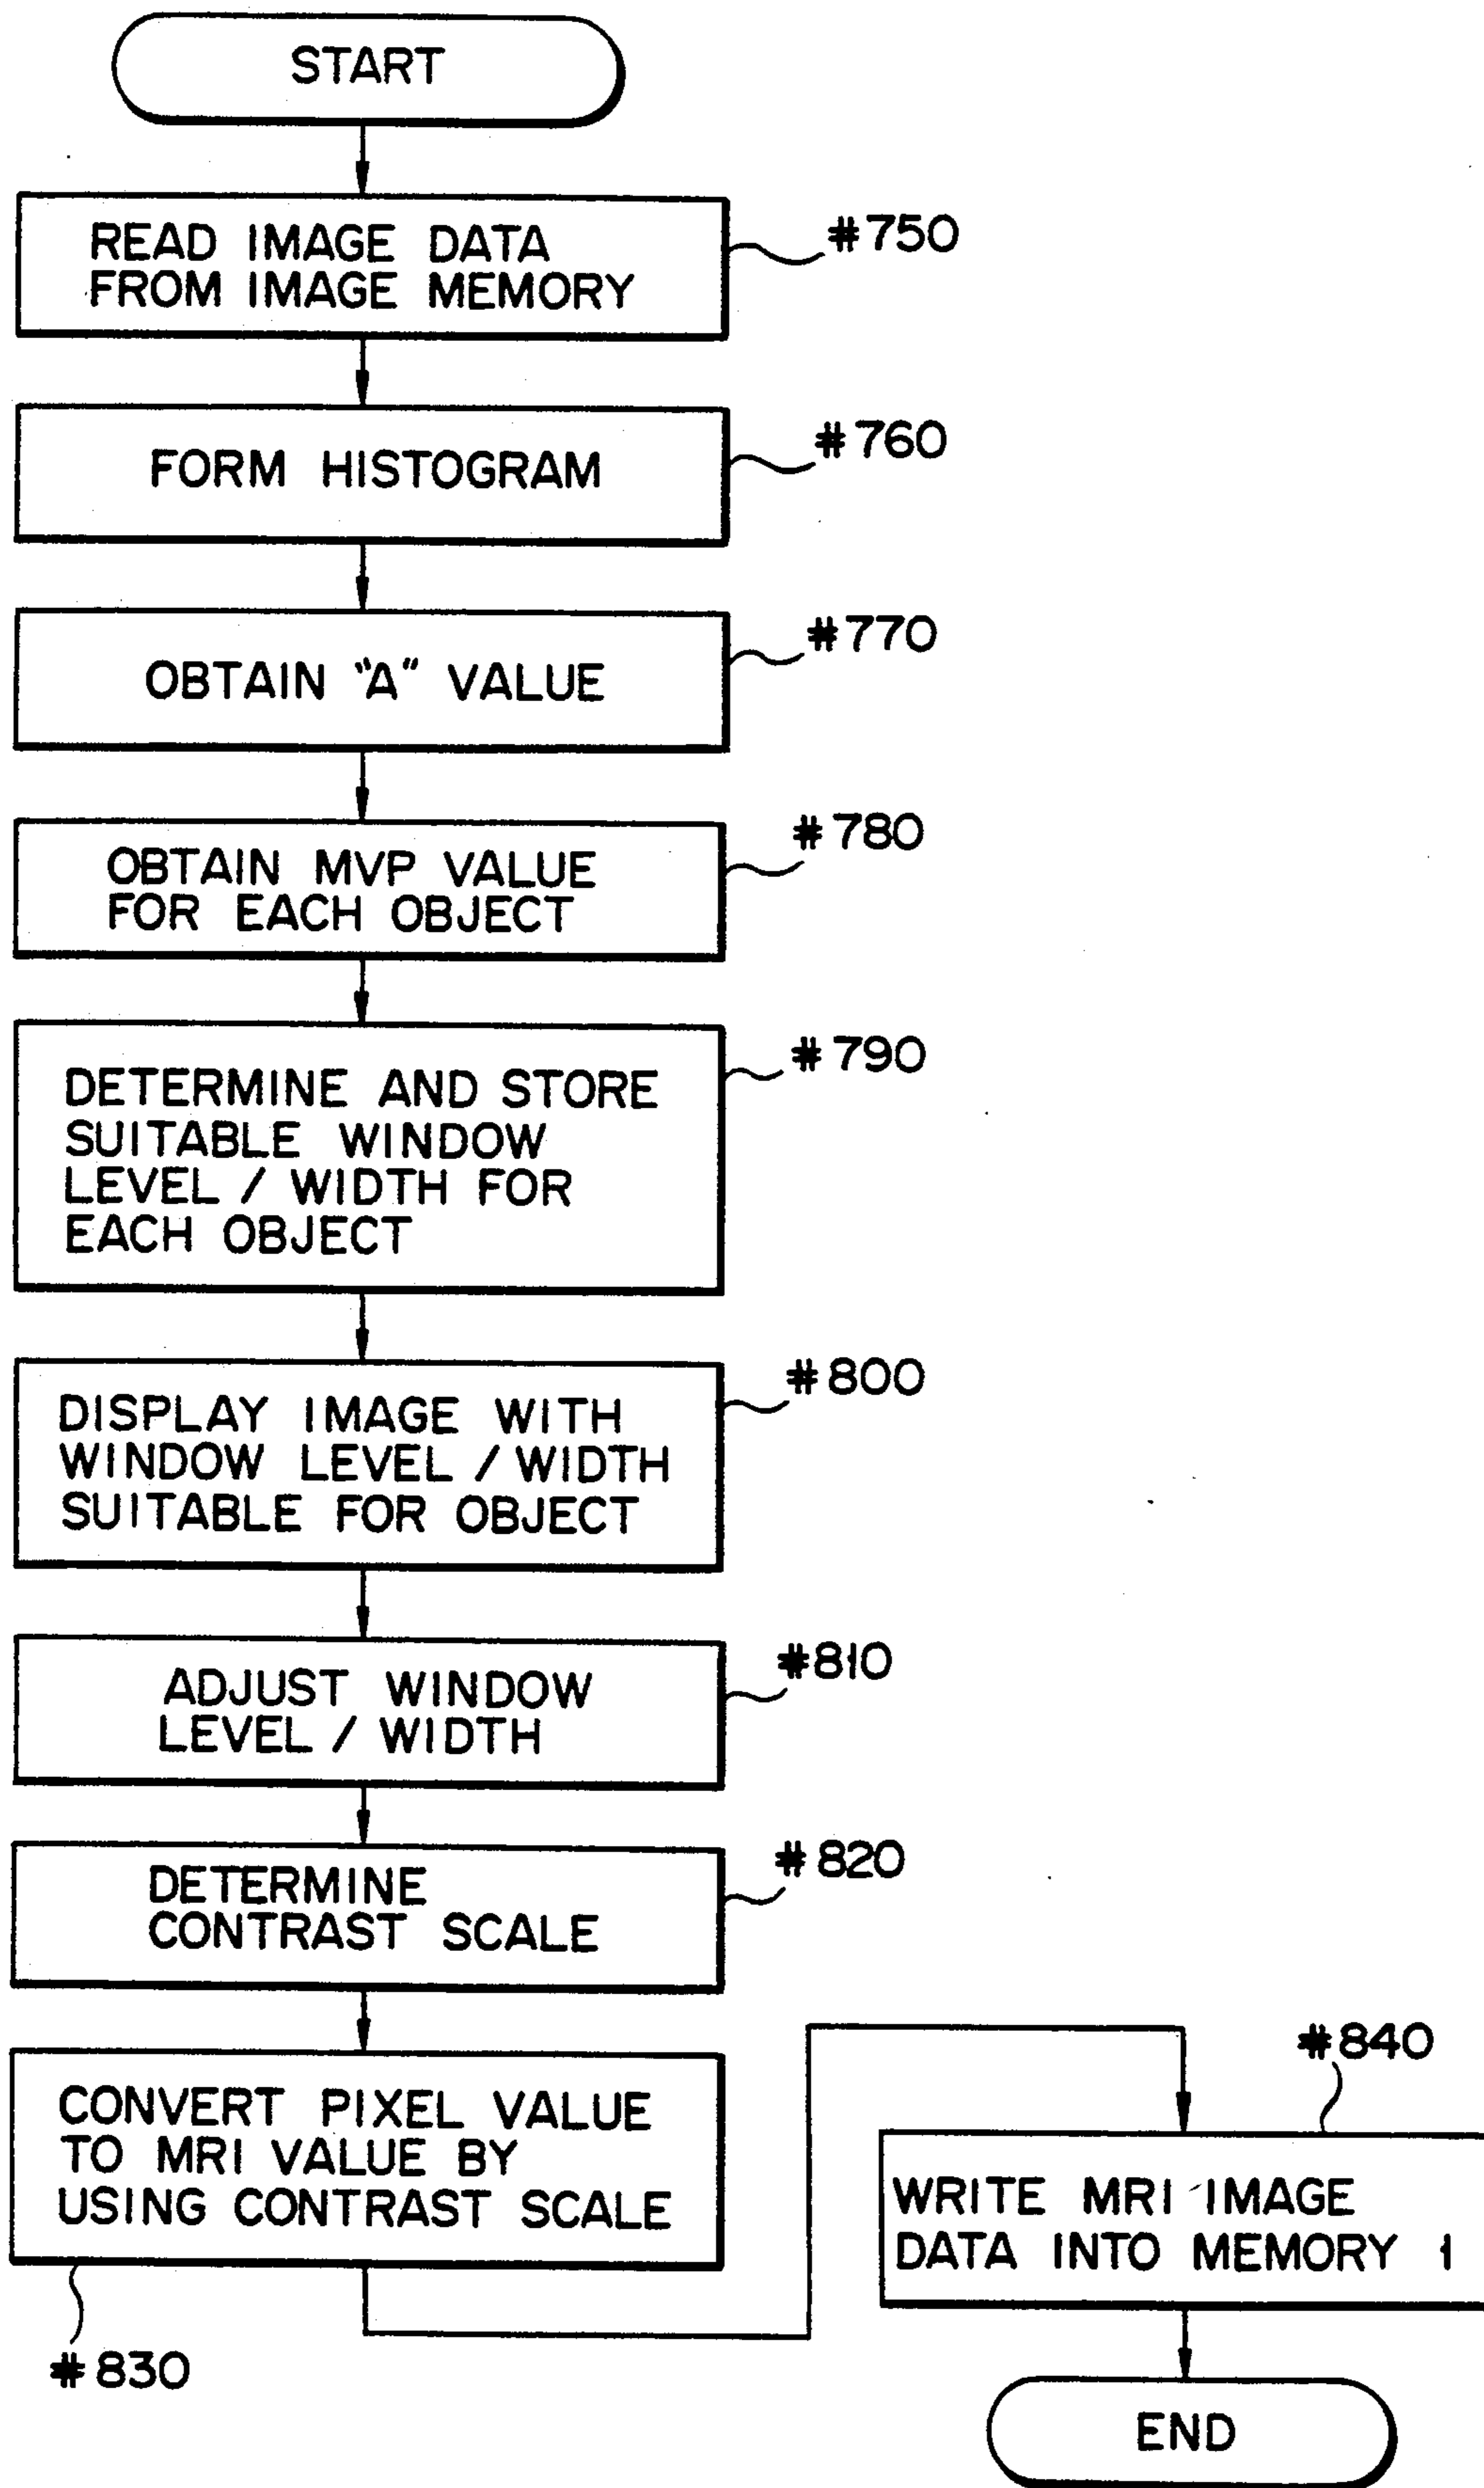 START
READ IMAGE DATA
FROM IMAGE MEMORY
#750
FORM HISTOGRAM
#760
OBTAIN "A" VALUE
#770
OBTAIN MVP VALUE
FOR EACH OBJECT
#780
DETERMINE AND STORE
SUITABLE WINDOW
LEVEL / WIDTH FOR
EACH OBJECT
#790
DISPLAY IMAGE WITH
WINDOW LEVEL / WIDTH
SUITABLE FOR OBJECT
#800
ADJUST WINDOW
LEVEL / WIDTH
#810
DETERMINE
CONTRAST SCALE
#820
CONVERT PIXEL VALUE
TO MRI VALUE BY
USING CONTRAST SCALE
#830
#840
WRITE MRI IMAGE
DATA INTO MEMORY 1
END